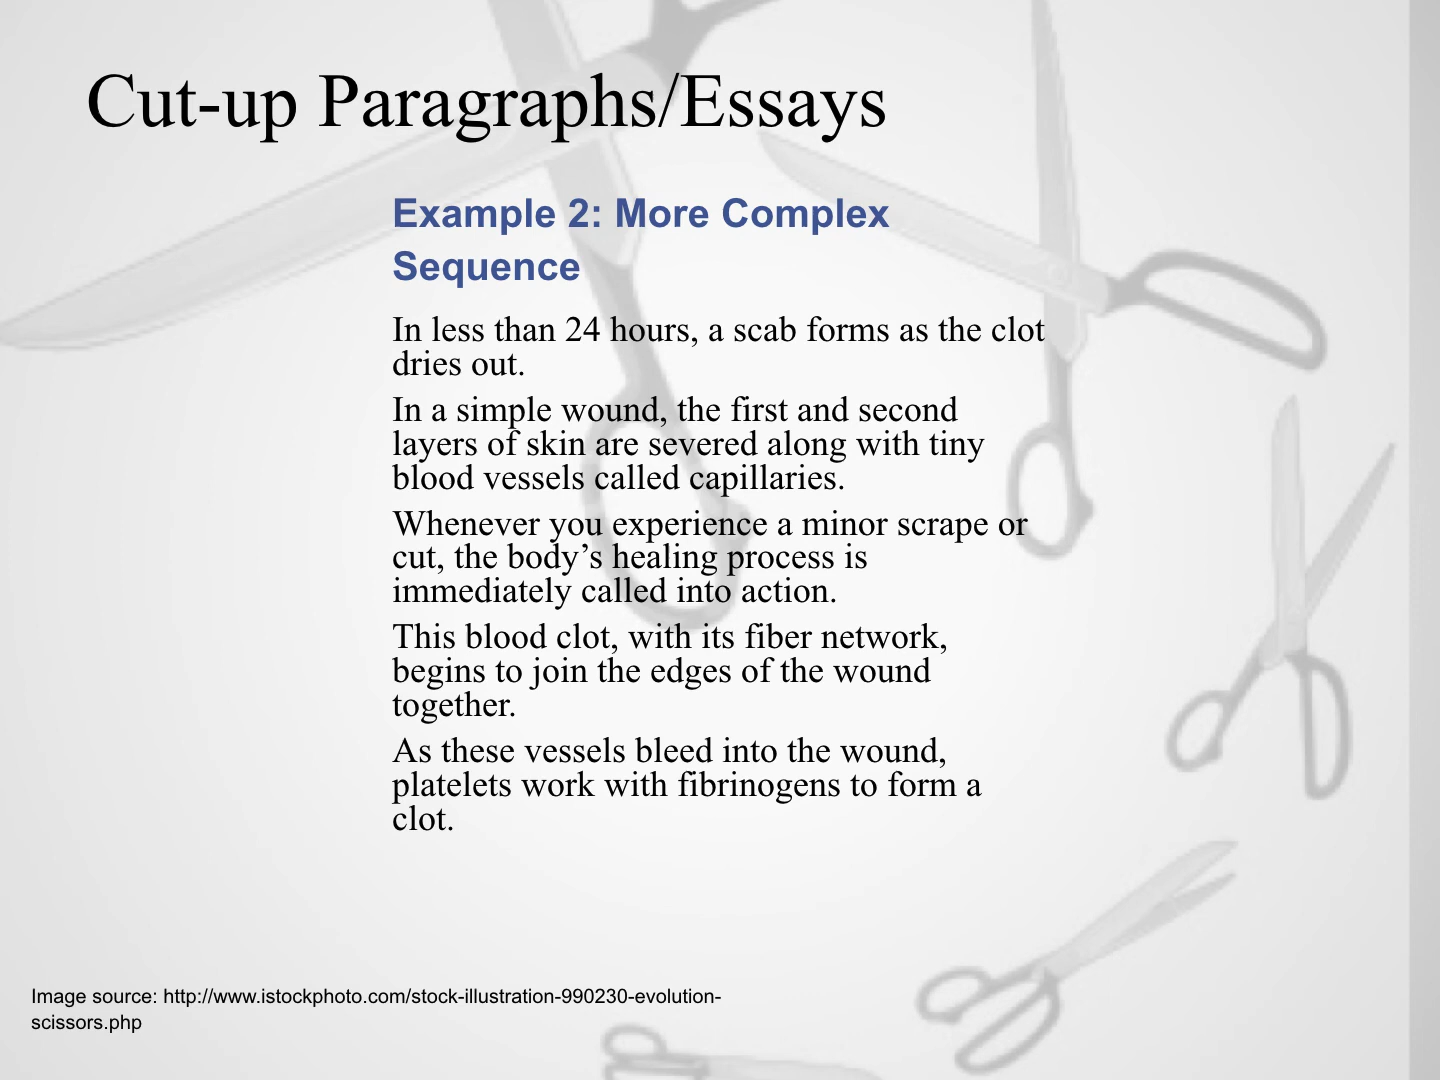 Cut-up Paragraphs/Essays
Example 2: More Complex
Sequence
In less than 24 hours, a scab forms as the clot
dries out.
In a simple wound, the first and second
layers of skin are severed along with tiny
blood vessels called capillaries.
Whenever you experience a minor scrape or
cut, the body’s healing process is
immediately called into action.
This blood clot, with its fiber network,
begins to join the edges of the wound
together.
As these vessels bleed into the wound,
platelets work with fibrinogens to form a
clot.
Image source: http://www.istockphoto.com/stock-illustration-990230-evolution-
scissors.php